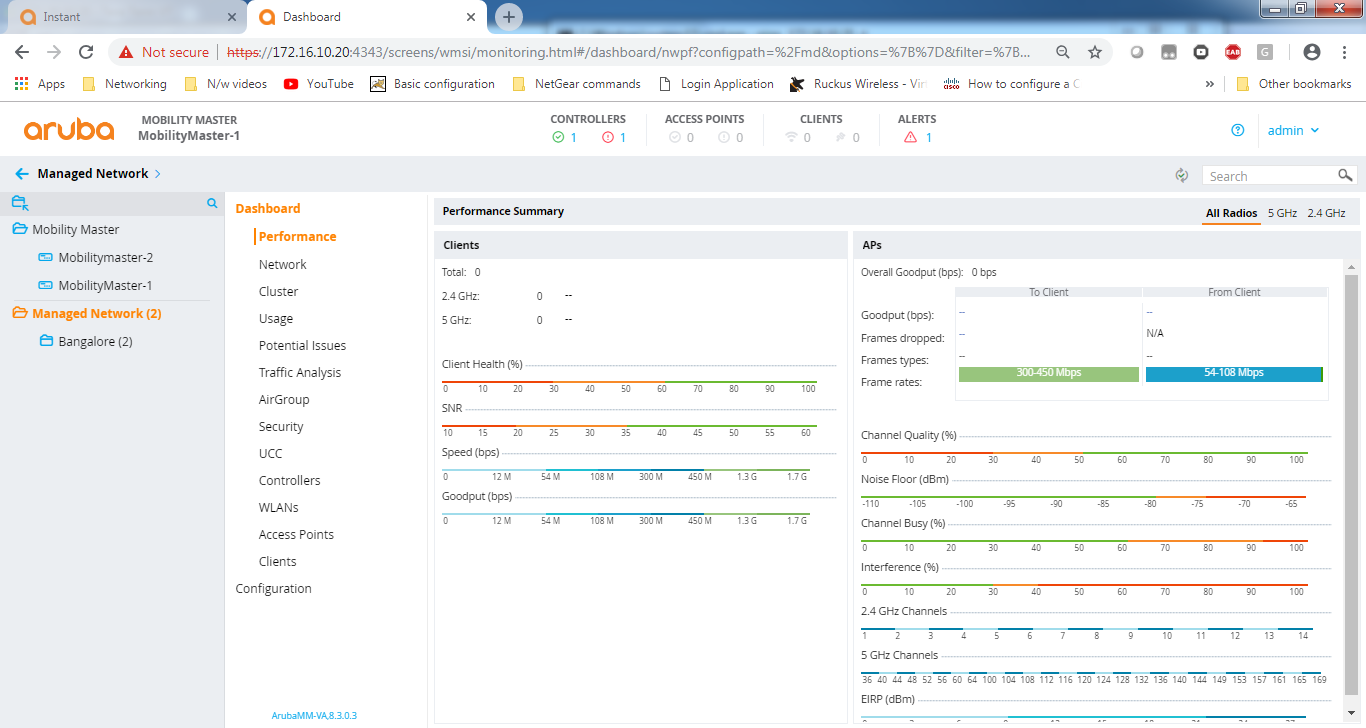 Instant
Dashboard
Not secure https://172.16.10.20:4343/screens/wmsi/monitoring.html#/dashboard/nwpf?configpath=%2Fmd&options=%7B%7D&filter=%7B...
Apps Networking N/w videos YouTube Basic configuration NetGear commands Login Application Ruckus Wireless - Vir How to configure a C » Other bookmarks
aruba
MOBILITY MASTER
MobilityMaster-1
CONTROLLERS ACCESS POINTS CLIENTS ALERTS
1 1 0 0 0 0 1
admin
Managed Network
Search
Mobility Master
Mobilitymaster-2
MobilityMaster-1
Managed Network (2)
Bangalore (2)
Dashboard
Performance
Network
Cluster
Usage
Potential Issues
Traffic Analysis
AirGroup
Security
UCC
Controllers
WLANs
Access Points
Clients
Configuration
ArubaMM-VA,8.3.0.3
Performance Summary
All Radios 5 GHz 2.4 GHz
Clients
Total: 0
2.4 GHz: 0 --
5 GHz: 0 --
Client Health (%)
0 10 20 30 40 50 60 70 80 90 100
SNR
10 15 20 25 30 35 40 45 50 55 60
Speed (bps)
0 12 M 54 M 108 M 300 M 450 M 1.3 G 1.7 G
Goodput (bps)
0 12 M 54 M 108 M 300 M 450 M 1.3 G 1.7 G
APs
Overall Goodput (bps): 0 bps
To Client From Client
Goodput (bps): -- --
Frames dropped: -- N/A
Frames types: -- --
Frame rates: 300-450 Mbps 54-108 Mbps
Channel Quality (%)
0 10 20 30 40 50 60 70 80 90 100
Noise Floor (dBm)
-110 -105 -100 -95 -90 -85 -80 -75 -70 -65
Channel Busy (%)
0 10 20 30 40 50 60 70 80 90 100
Interference (%)
0 10 20 30 40 50 60 70 80 90 100
2.4 GHz Channels
1 2 3 4 5 6 7 8 9 10 11 12 13 14
5 GHz Channels
36 40 44 48 52 56 60 64 100 104 108 112 116 120 124 128 132 136 140 144 149 153 157 161 165 169
EIRP (dBm)